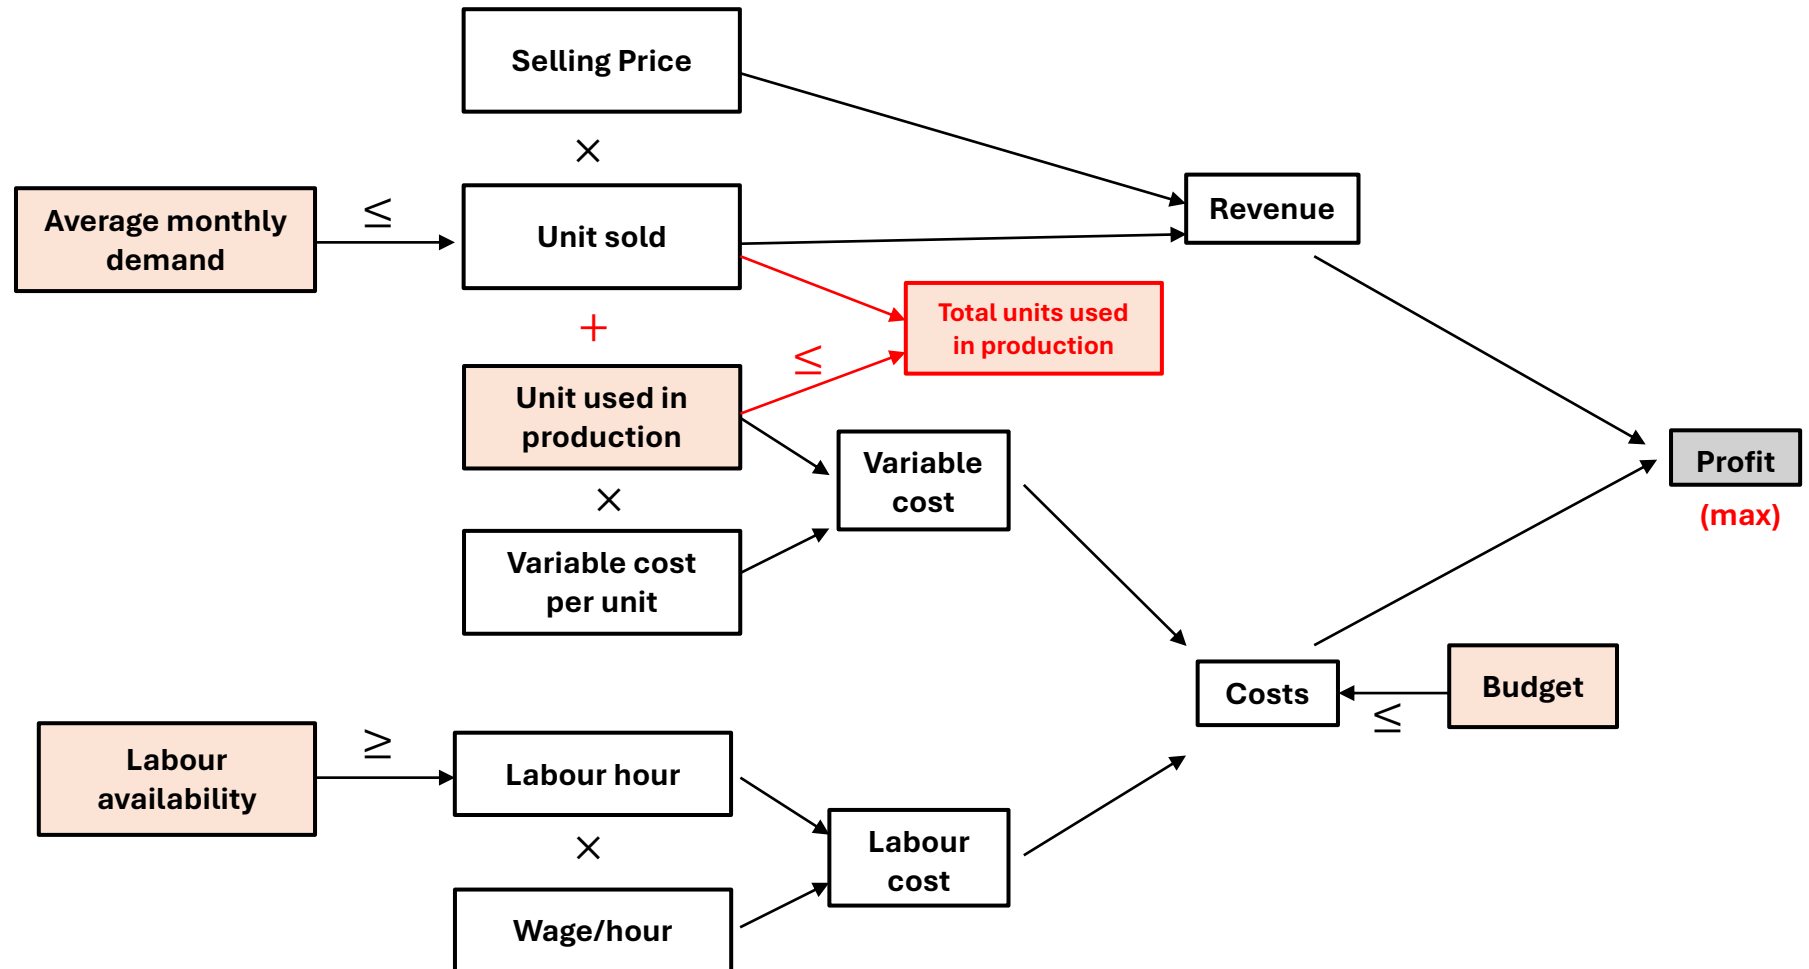 Selling Price
×
Average monthly
demand
≤
Unit sold
Revenue
+
Total units used
in production
≤
Unit used in
production
×
Variable
cost
Profit
(max)
Variable cost
per unit
Costs
≤
Budget
Labour
availability
≥
Labour hour
×
Labour
cost
Wage/hour